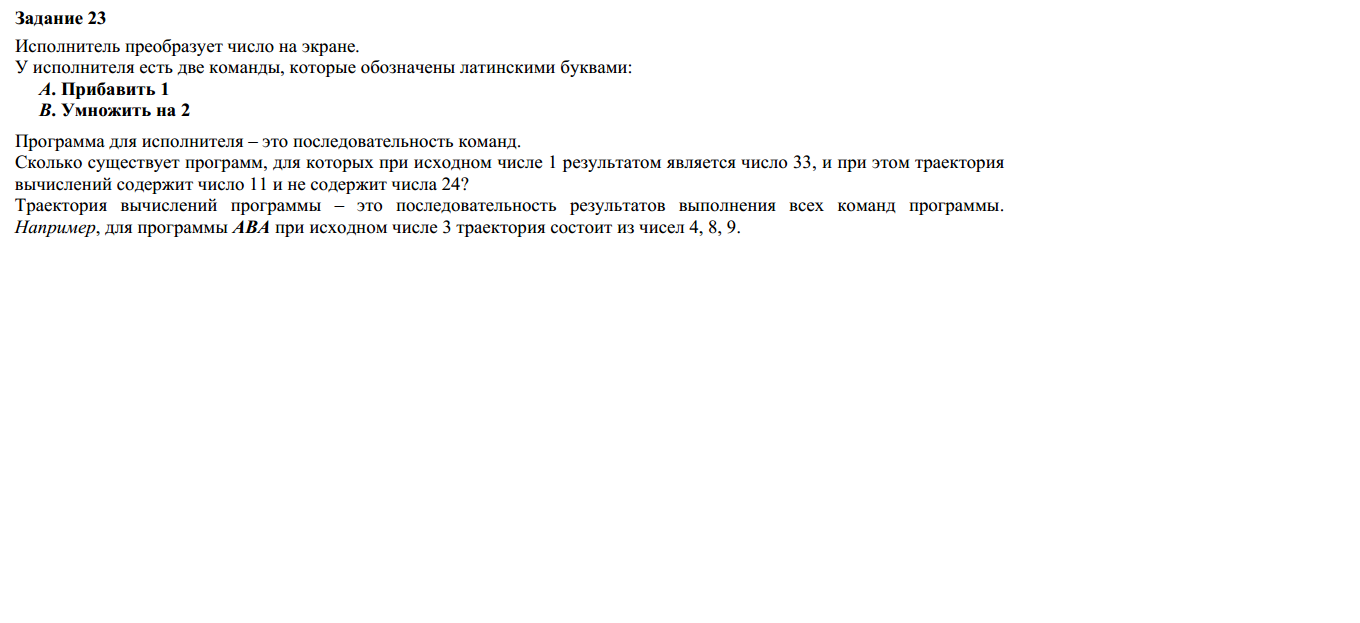 Задание 23
Исполнитель преобразует число на экране.
У исполнителя есть две команды, которые обозначены латинскими буквами:
A. Прибавить 1
B. Умножить на 2
Программа для исполнителя – это последовательность команд.
Сколько существует программ, для которых при исходном числе 1 результатом является число 33, и при этом траектория
вычислений содержит число 11 и не содержит числа 24?
Траектория вычислений программы – это последовательность результатов выполнения всех команд программы.
Например, для программы ABA при исходном числе 3 траектория состоит из чисел 4, 8, 9.